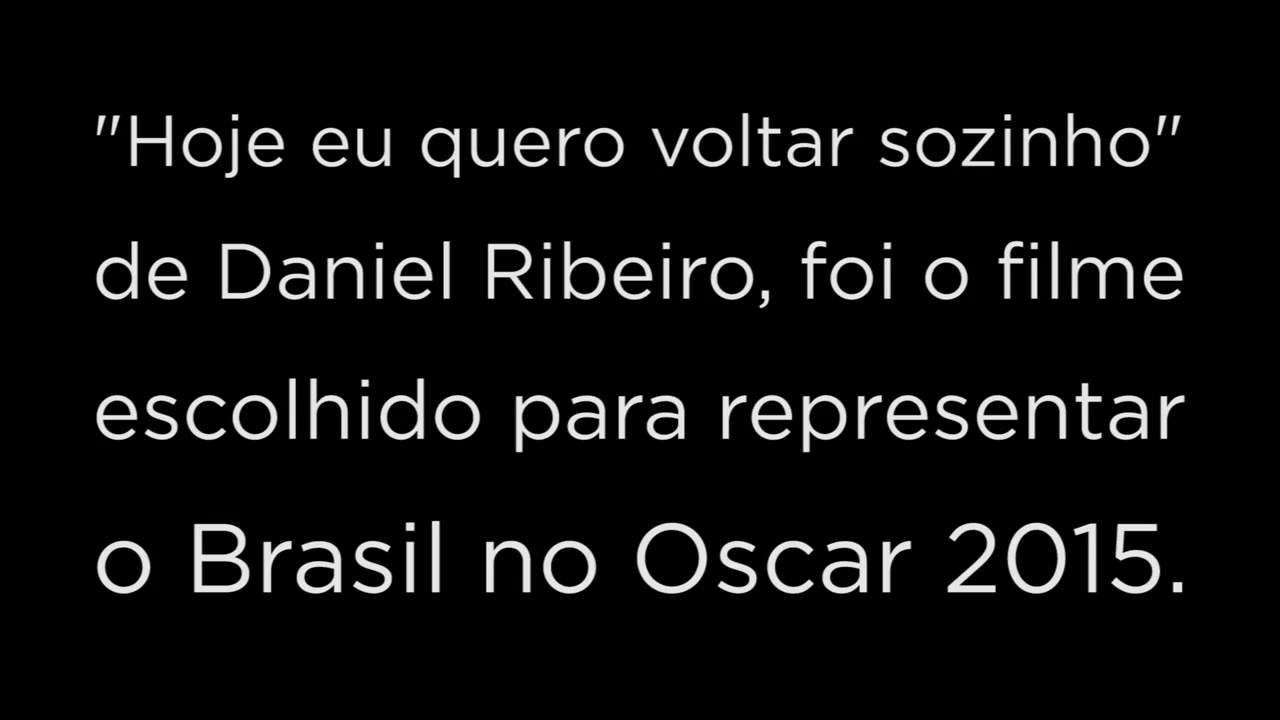 "Hoje eu quero voltar sozinho"
de Daniel Ribeiro, foi o filme
escolhido para representar
o Brasil no Oscar 2015.